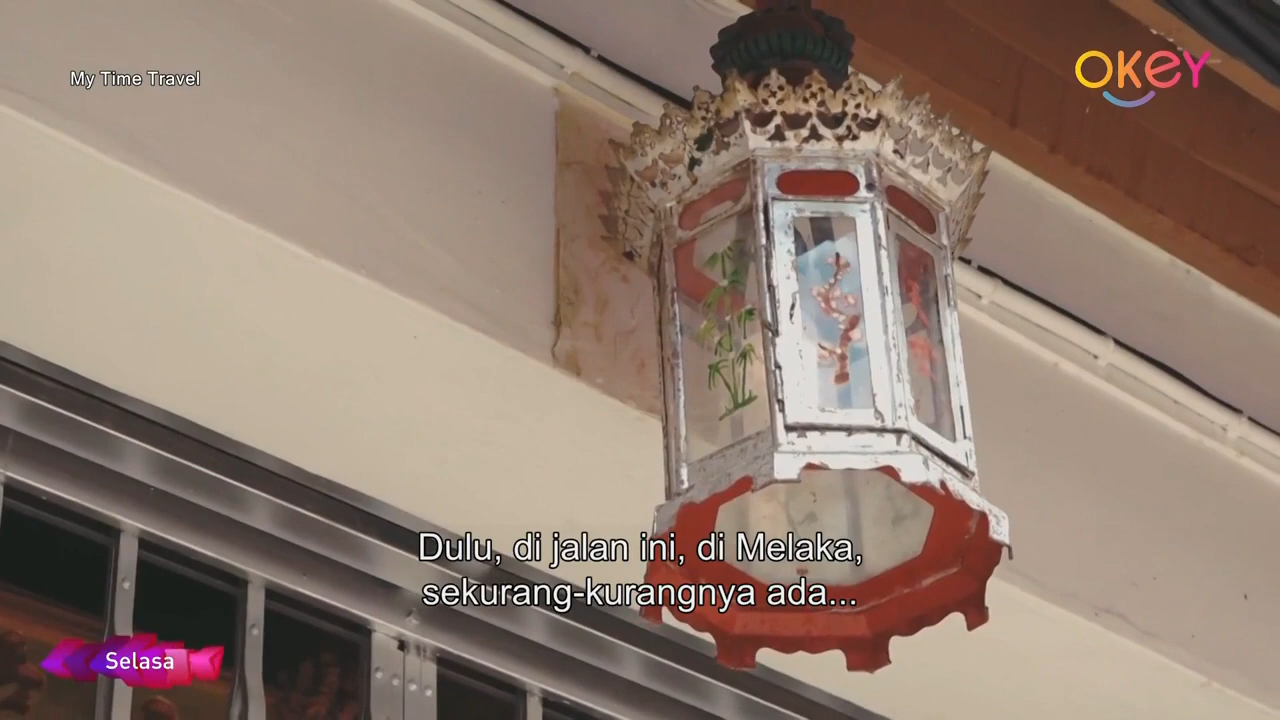 My Time Travel
OKEY
Dulu, di jalan ini, di Melaka,
sekurang-kurangnya ada...
Selasa